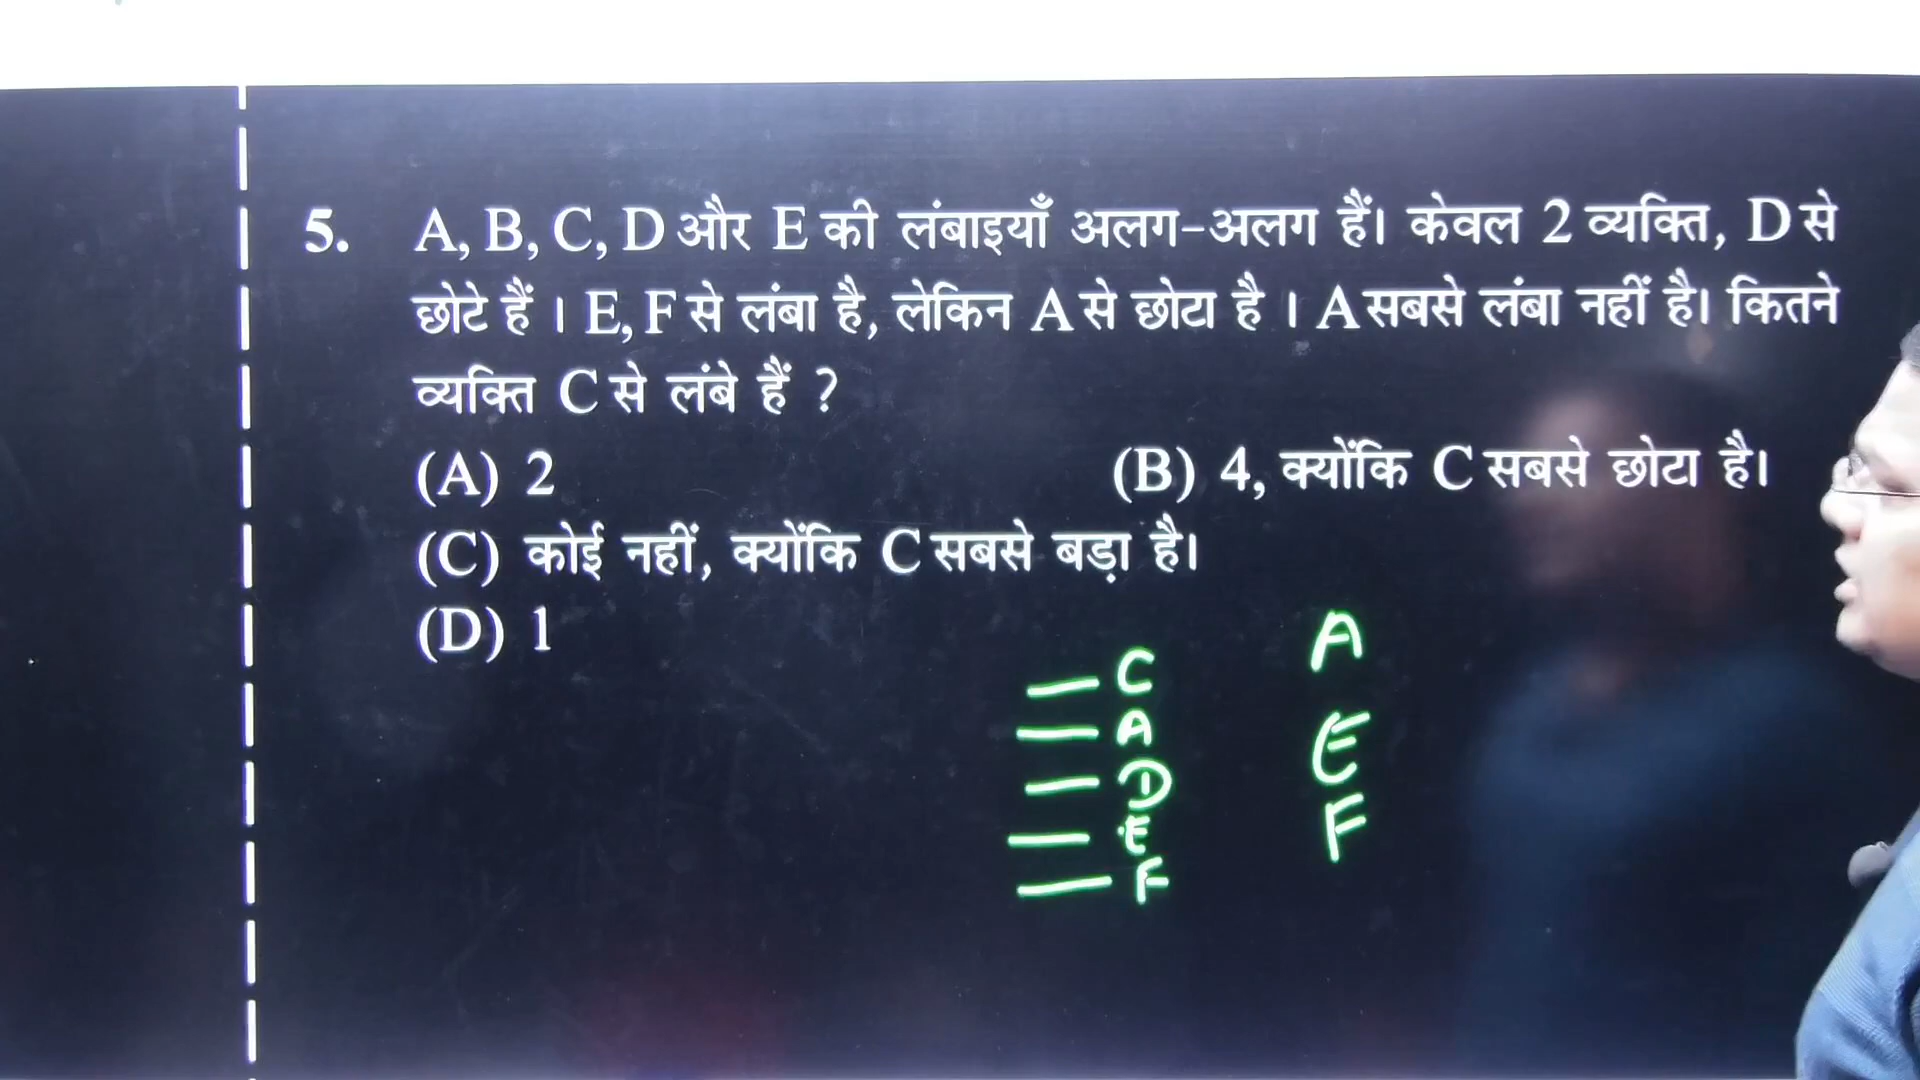 5. A, B, C, D और E की लंबाइयाँ अलग-अलग हैं। केवल 2 व्यक्ति, D से
छोटे हैं । E, F से लंबा है, लेकिन A से छोटा है । A सबसे लंबा नहीं है। कितने
व्यक्ति C से लंबे हैं ?
(A) 2 (B) 4, क्योंकि C सबसे छोटा है।
(C) कोई नहीं, क्योंकि C सबसे बड़ा है।
(D) 1
C
A
D
E
F
A
E
F